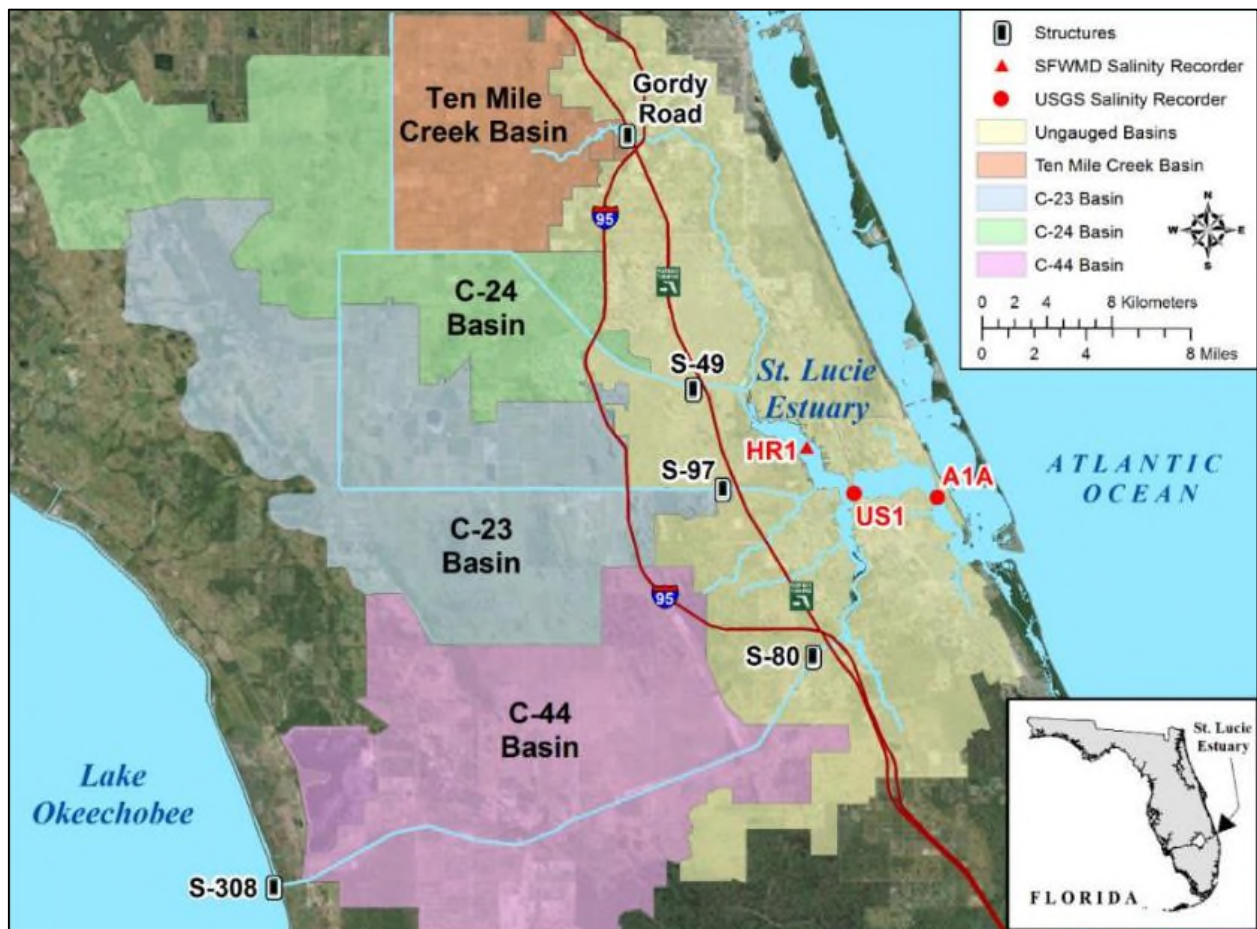 Structures
SFWMD Salinity Recorder
USGS Salinity Recorder
Ungauged Basins
Ten Mile Creek Basin
C-23 Basin
C-24 Basin
C-44 Basin
N
W E
S
0 2 4 8 Kilometers
0 2 4 8 Miles
Gordy
Road
Ten Mile
Creek Basin
95
C-24
Basin
S-49
St. Lucie
Estuary
HR1
S-97
A1A
US1
ATLANTIC
OCEAN
C-23
Basin
95
S-80
C-44
Basin
Lake
Okeechobee
S-308
St. Lucie
Estuary
FLORIDA